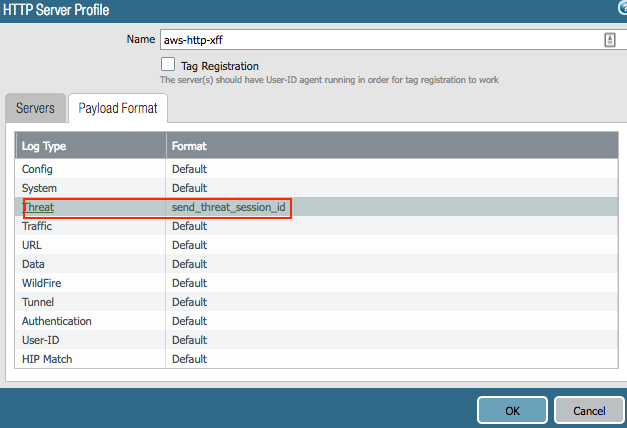 HTTP Server Profile
Name aws-http-xff
Tag Registration
The server(s) should have User-ID agent running in order for tag registration to work
Servers Payload Format
Log Type Format
Config Default
System Default
Threat send_threat_session_id
Traffic Default
URL Default
Data Default
WildFire Default
Tunnel Default
Authentication Default
User-ID Default
HIP Match Default
OK Cancel